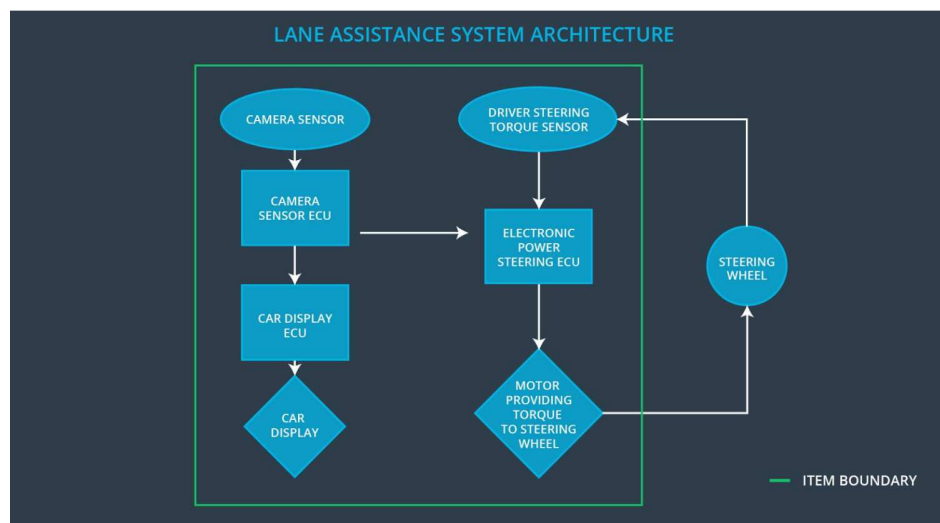 LANE ASSISTANCE SYSTEM ARCHITECTURE
CAMERA SENSOR
DRIVER STEERING
TORQUE SENSOR
CAMERA
SENSOR ECU
ELECTRONIC
POWER
STEERING ECU
STEERING
WHEEL
CAR DISPLAY
ECU
CAR
DISPLAY
MOTOR
PROVIDING
TORQUE
TO STEERING
WHEEL
ITEM BOUNDARY